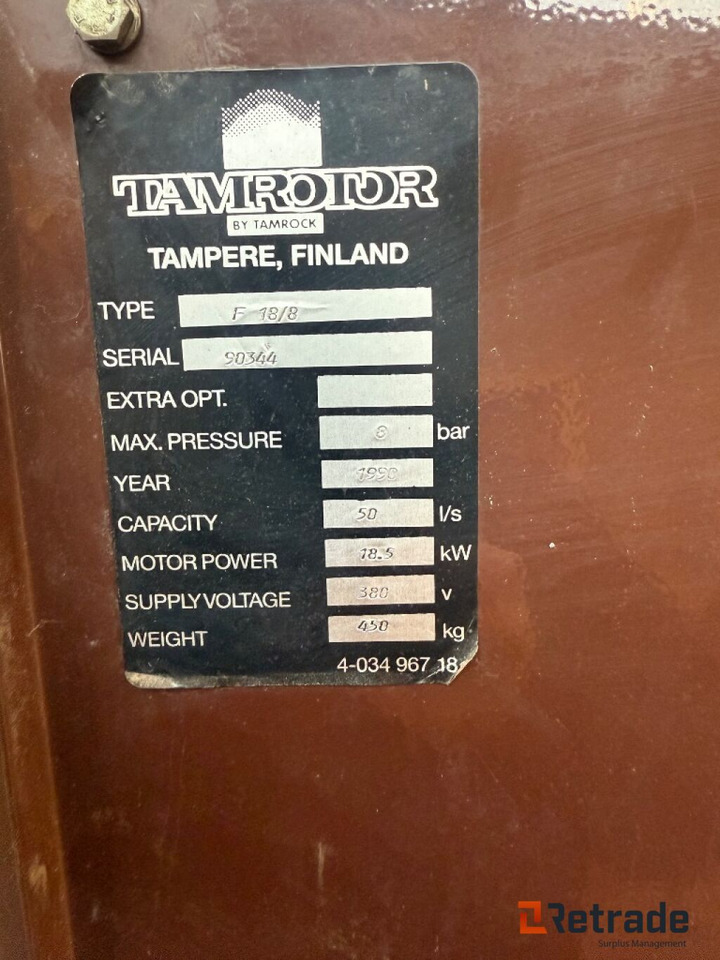 TAMROTOR
BY TAMROCK
TAMPERE, FINLAND
TYPE F 18/8
SERIAL 90344
EXTRA OPT.
MAX. PRESSURE 8 bar
YEAR 1990
CAPACITY 50 l/s
MOTOR POWER 18.5 kW
SUPPLY VOLTAGE 380 V
WEIGHT 450 kg
4-034 967 18
Retrade
Surplus Management